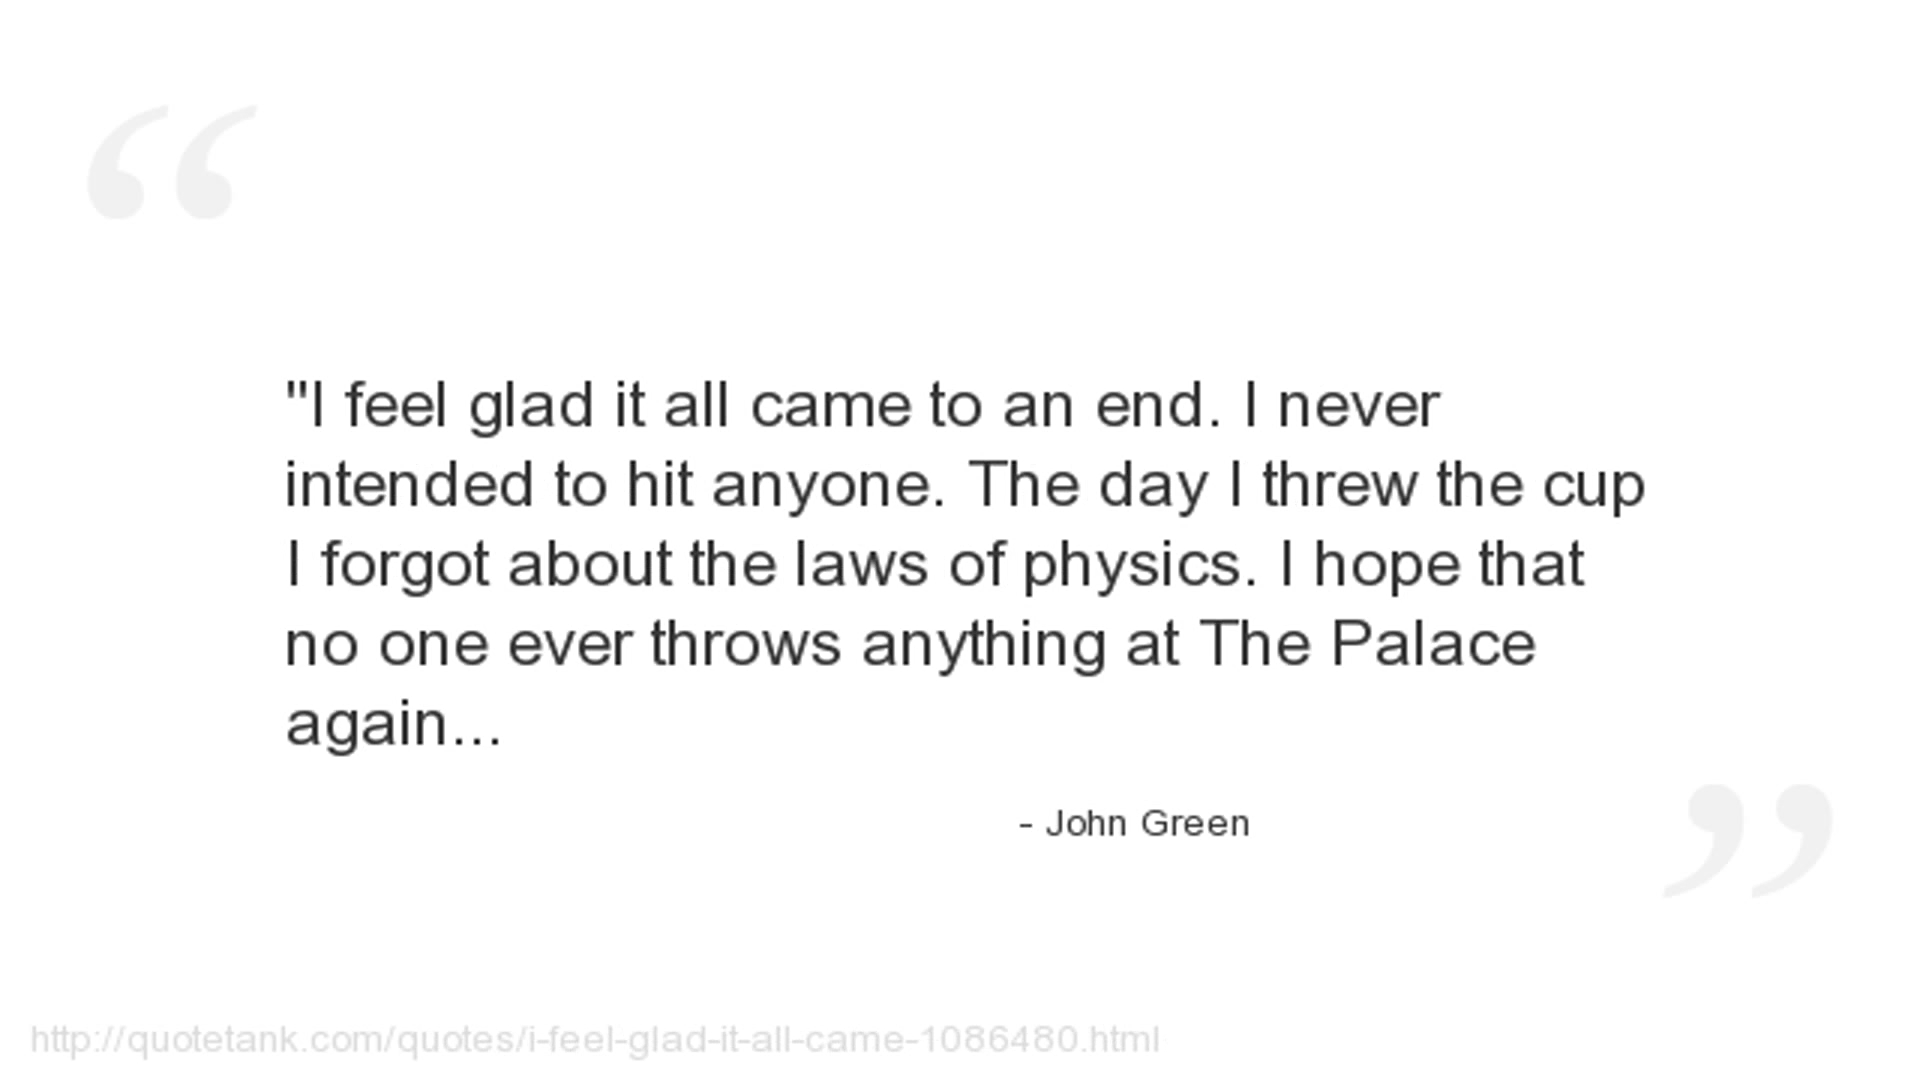 "I feel glad it all came to an end. I never
intended to hit anyone. The day I threw the cup
I forgot about the laws of physics. I hope that
no one ever throws anything at The Palace
again...
- John Green
http://quotetank.com/quotes/i-feel-glad-it-all-came-1086480.html